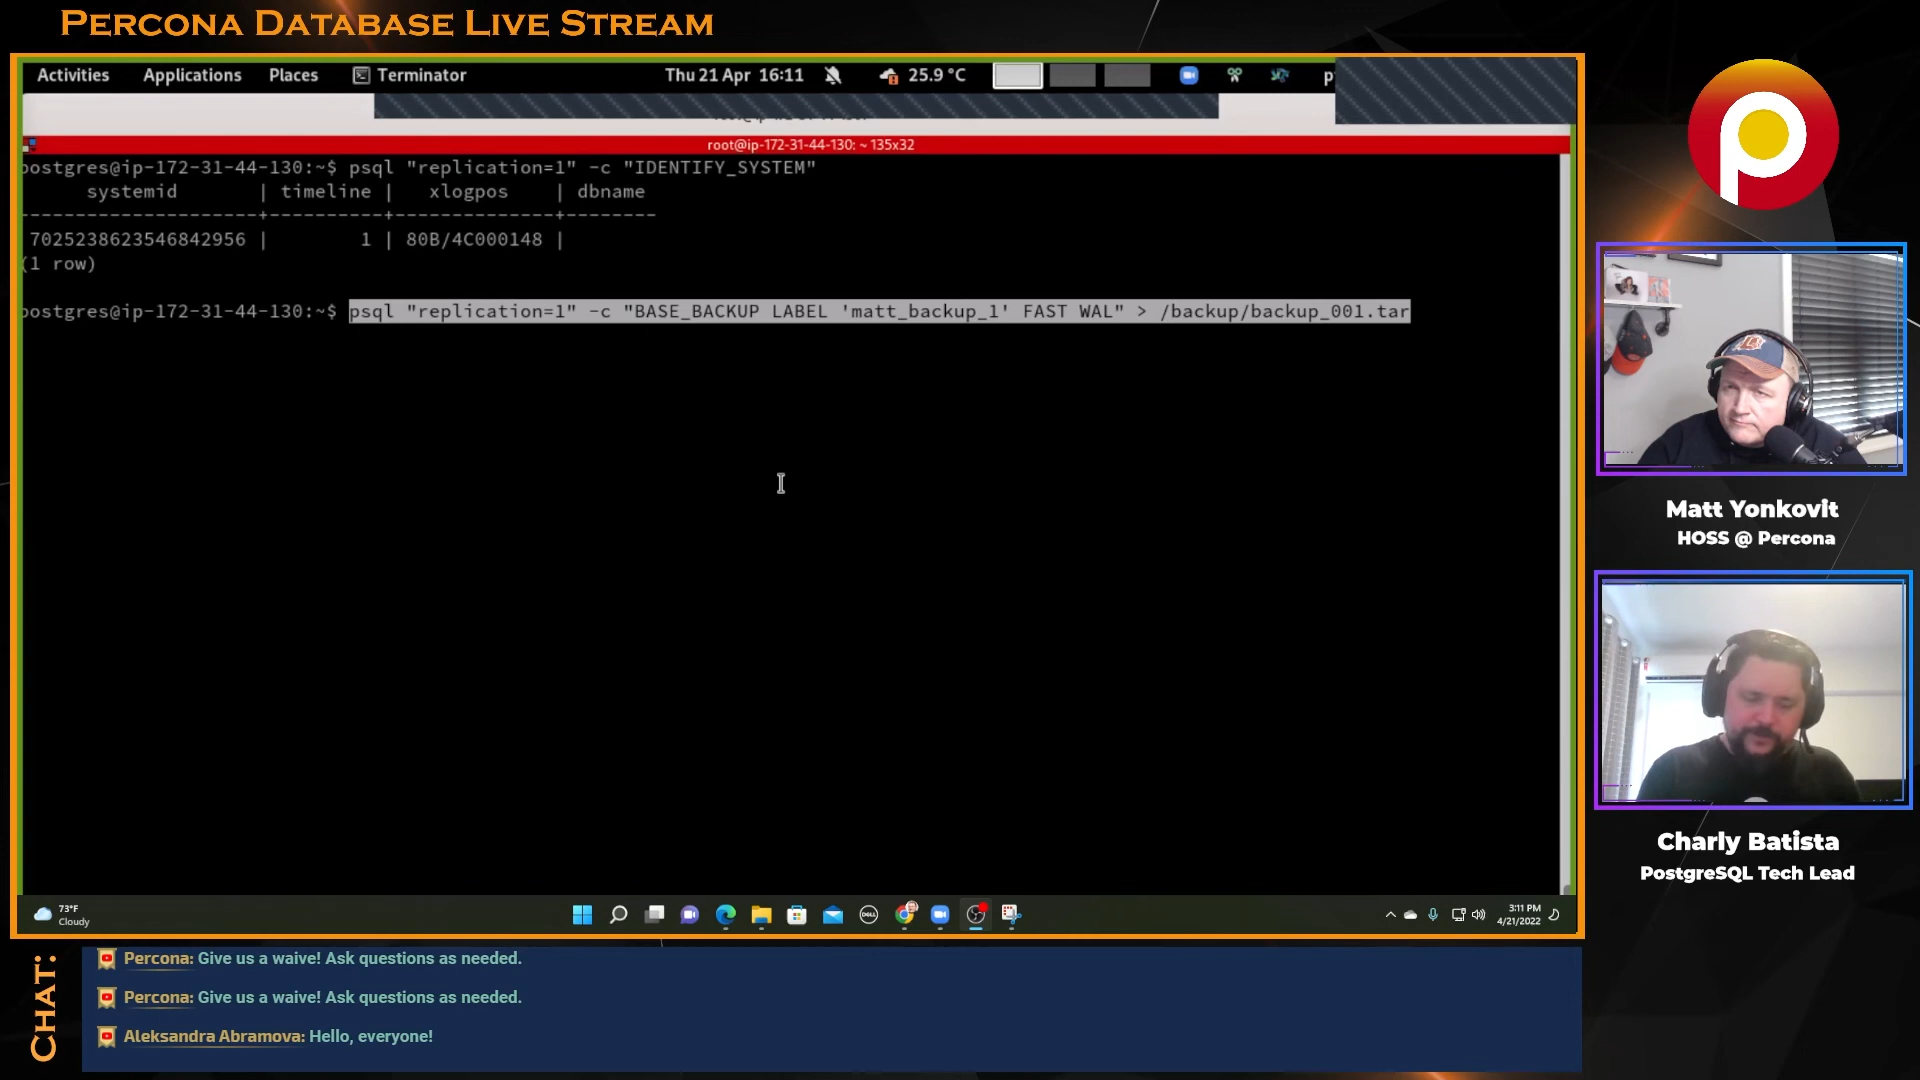 PERCONA DATABASE LIVE STREAM
Activities Applications Places Terminator Thu 21 Apr 16:11 25.9 °C
root@ip-172-31-44-130: ~ 135x32
postgres@ip-172-31-44-130:~$ psql "replication=1" -c "IDENTIFY_SYSTEM"
systemid | timeline | xlogpos | dbname
---------------------+----------+--------------+--------
7025238623546842956 | 1 | 80B/4C000148 |
(1 row)
postgres@ip-172-31-44-130:~$ psql "replication=1" -c "BASE_BACKUP LABEL 'matt_backup_1' FAST WAL" > /backup/backup_001.tar
Matt Yonkovit
HOSS @ Percona
Charly Batista
PostgreSQL Tech Lead
73°F
Cloudy
DELL
3:11 PM
4/21/2022
CHAT:
Percona: Give us a waive! Ask questions as needed.
Percona: Give us a waive! Ask questions as needed.
Aleksandra Abramova: Hello, everyone!